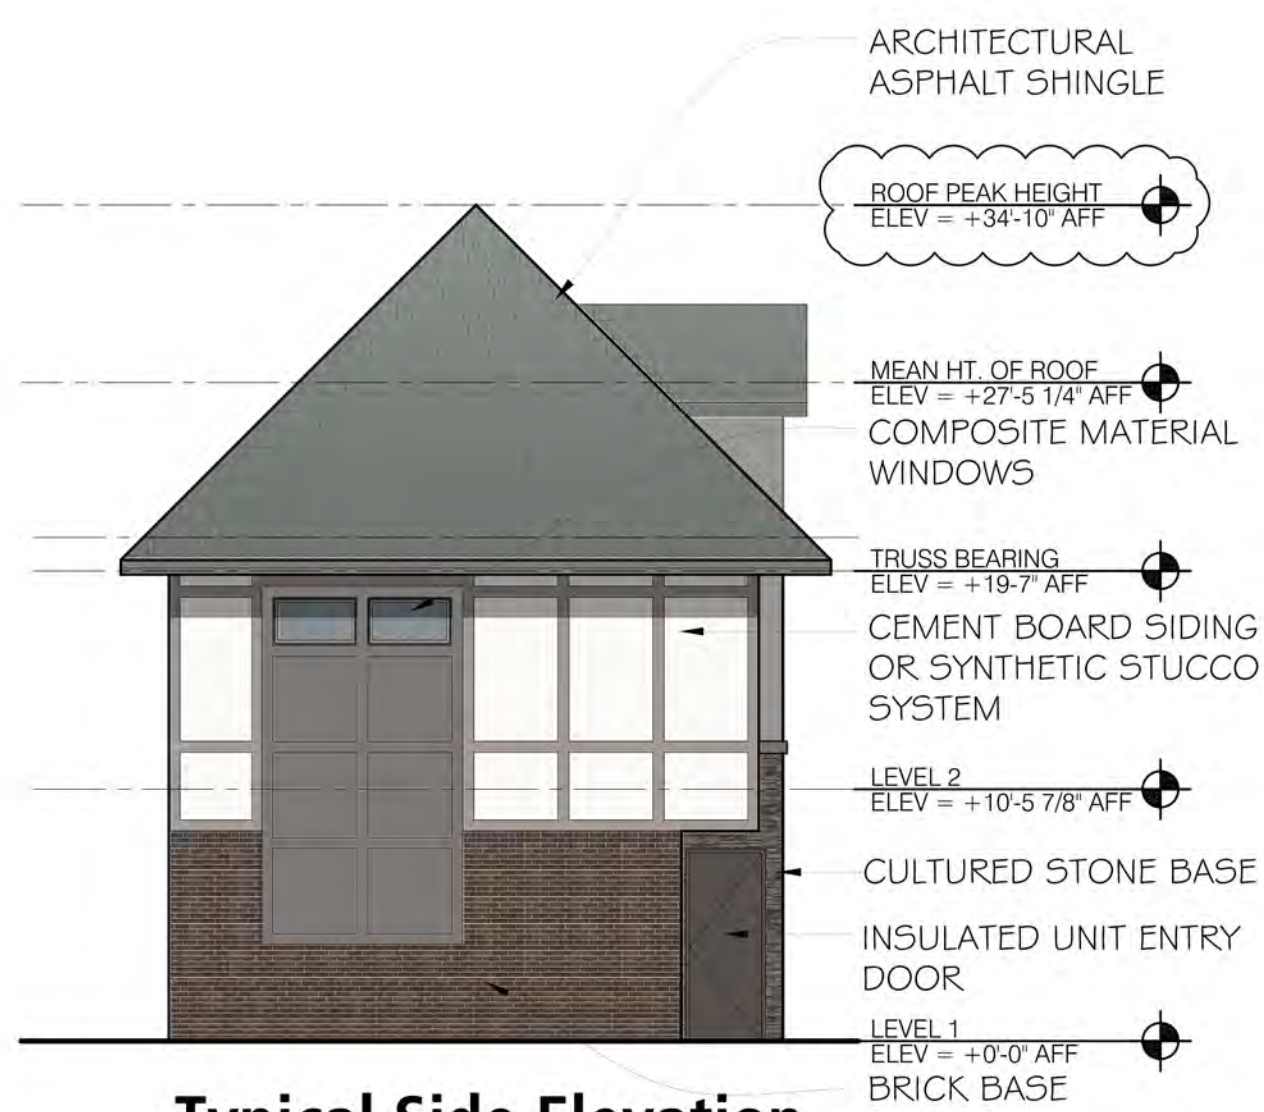 ARCHITECTURAL
ASPHALT SHINGLE
ROOF PEAK HEIGHT
ELEV = +34'-10" AFF
MEAN HT. OF ROOF
ELEV = +27'-5 1/4" AFF
COMPOSITE MATERIAL
WINDOWS
TRUSS BEARING
ELEV = +19-7" AFF
CEMENT BOARD SIDING
OR SYNTHETIC STUCCO
SYSTEM
LEVEL 2
ELEV = +10'-5 7/8" AFF
CULTURED STONE BASE
INSULATED UNIT ENTRY
DOOR
LEVEL 1
ELEV = +0'-0" AFF
BRICK BASE
Typical Side Elevation